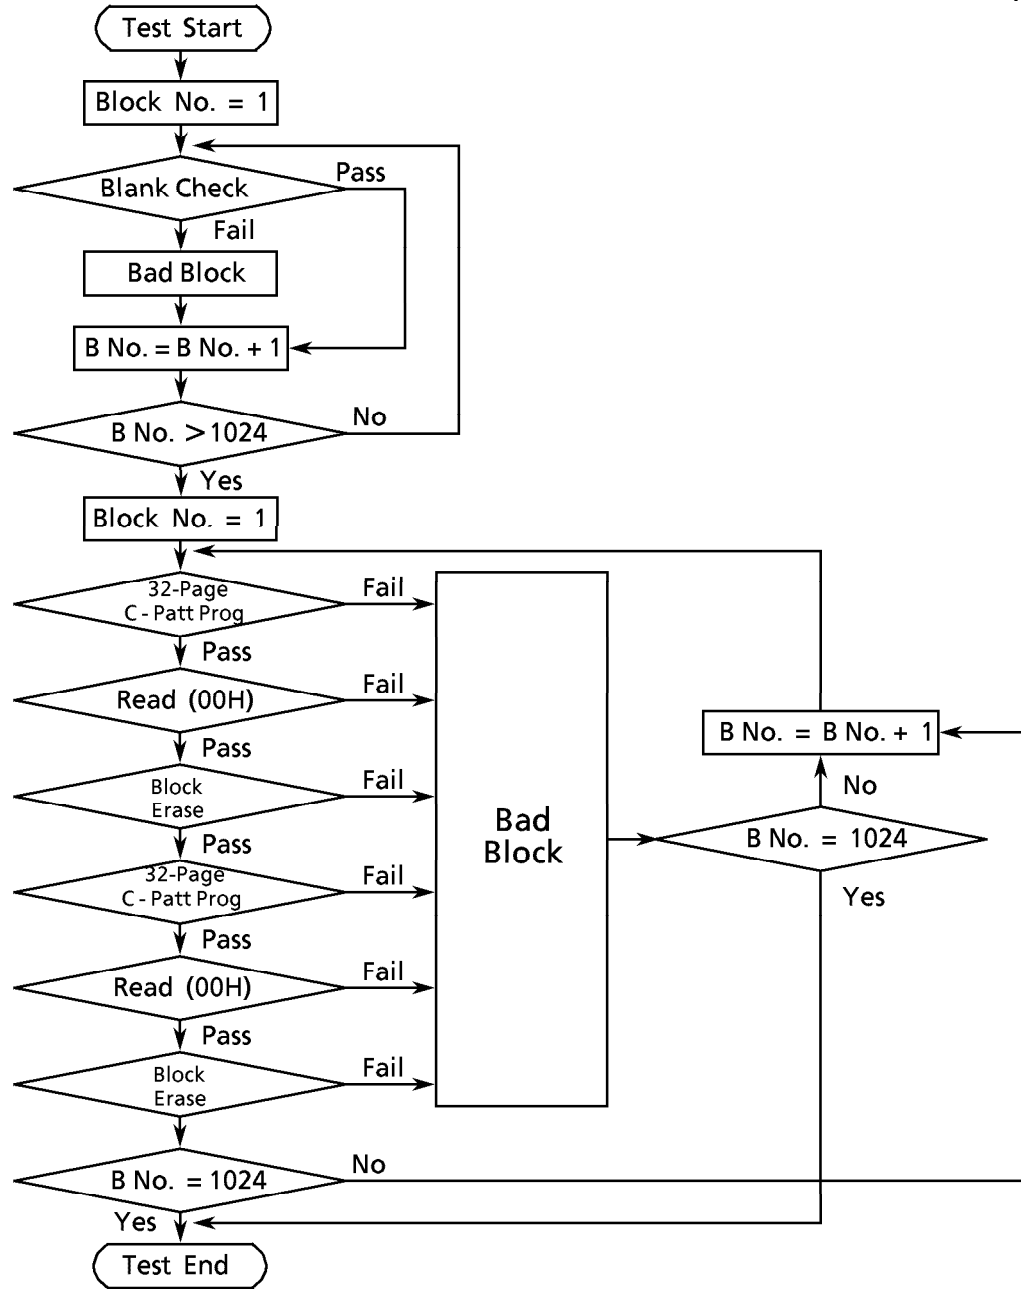 Test Start
Block No. = 1
Blank Check
Pass
Fail
Bad Block
B No. = B No. + 1
B No. > 1024
No
Yes
Block No. = 1
32-Page
C - Patt Prog
Fail
Pass
Read (00H)
Fail
Pass
Block
Erase
Fail
Pass
32-Page
C - Patt Prog
Fail
Pass
Read (00H)
Fail
Pass
Block
Erase
Fail
Bad
Block
B No. = B No. + 1
No
B No. = 1024
Yes
B No. = 1024
No
Yes
Test End